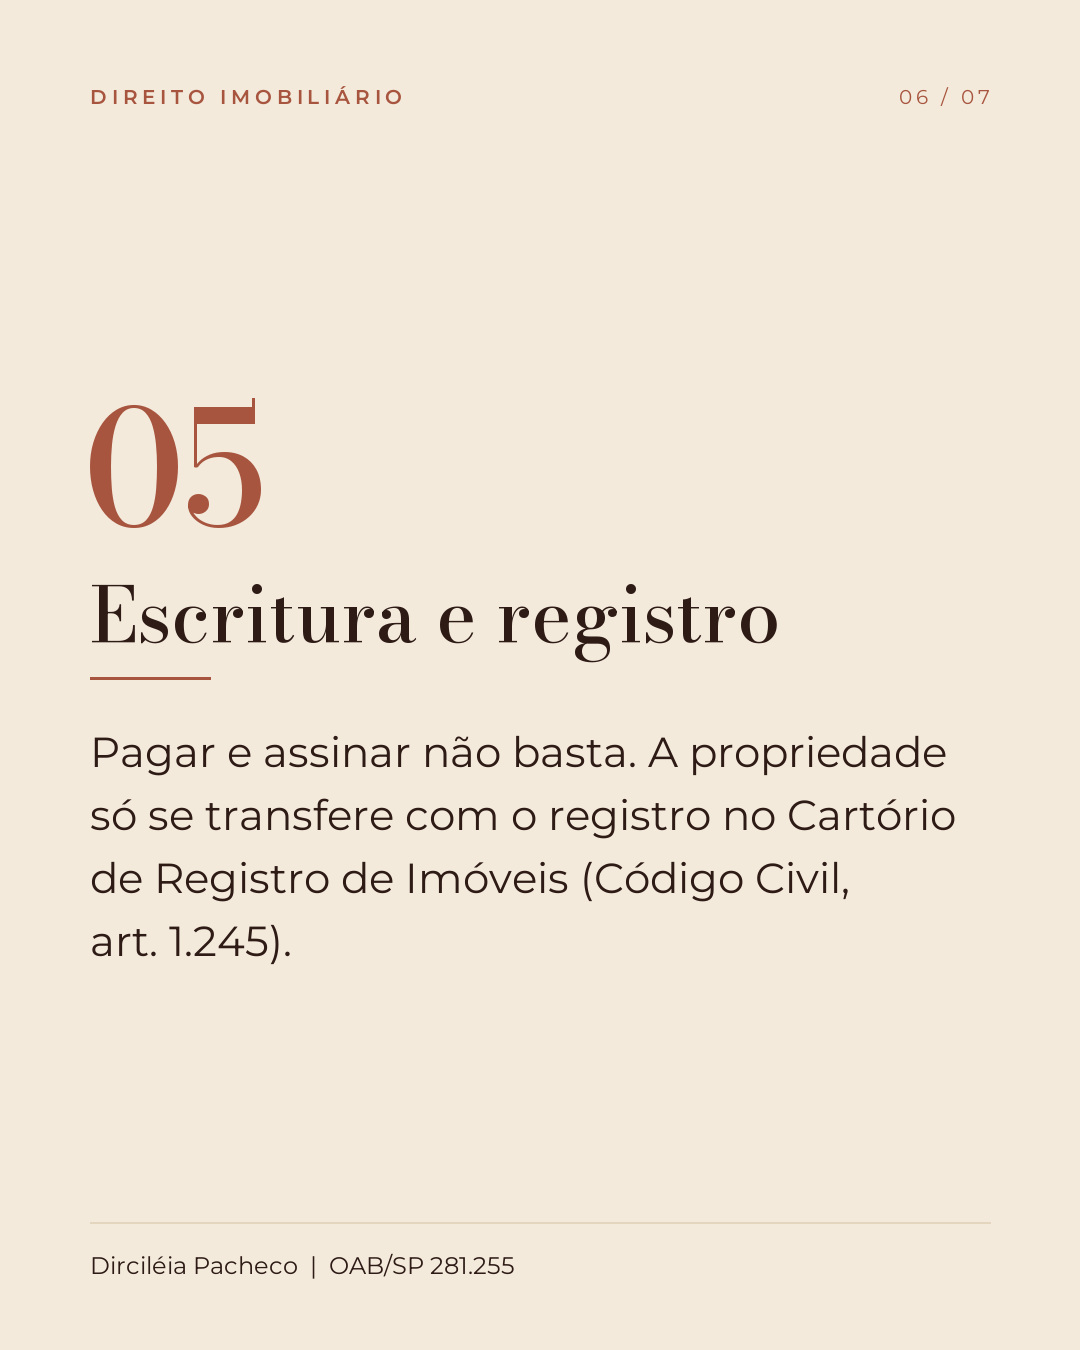 DIREITO IMOBILIÁRIO
06 / 07
05
Escritura e registro
Pagar e assinar não basta. A propriedade
só se transfere com o registro no Cartório
de Registro de Imóveis (Código Civil,
art. 1.245).
Dirciléia Pacheco | OAB/SP 281.255